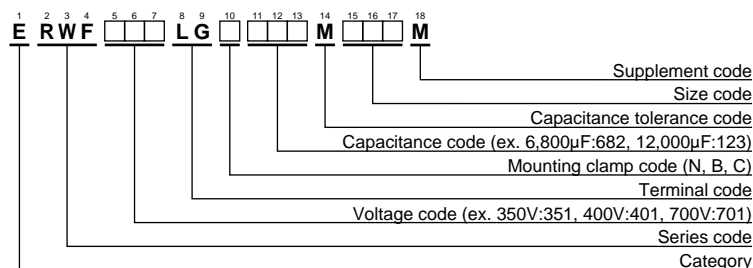 1 2 3 4 5 6 7 8 9 10 11 12 13 14 15 16 17 18
E RWF □□□ LG □ □□□ M □□□ M
Supplement code
Size code
Capacitance tolerance code
Capacitance code (ex. 6,800µF:682, 12,000µF:123)
Mounting clamp code (N, B, C)
Terminal code
Voltage code (ex. 350V:351, 400V:401, 700V:701)
Series code
Category